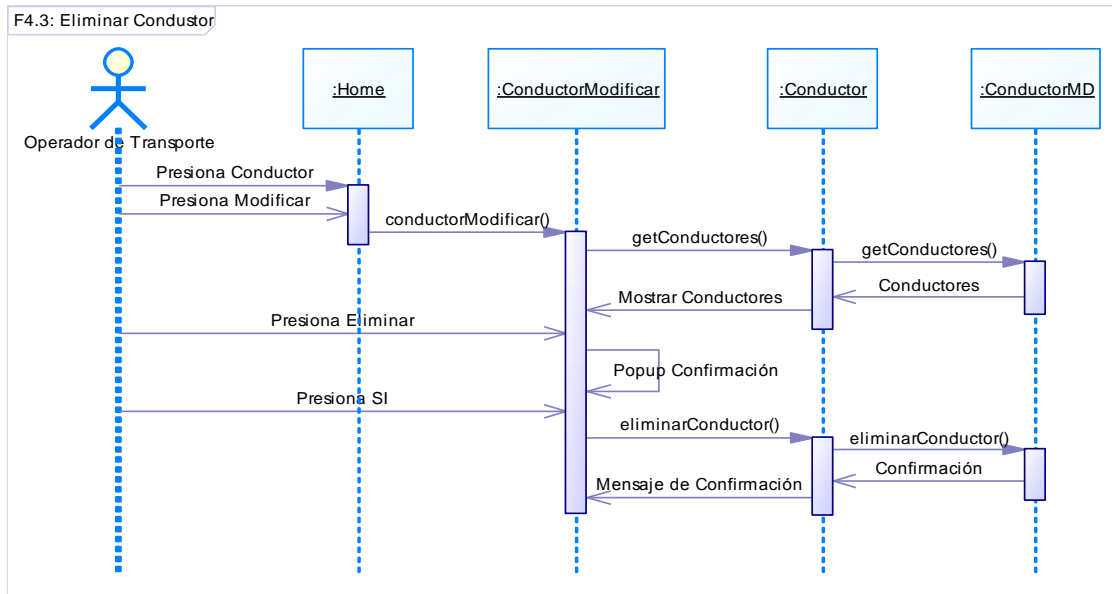 F4.3: Eliminar Condustor
:Home
:ConductorModificar
:Conductor
:ConductorMD
Operador de Transporte
Presiona Conductor
Presiona Modificar
conductorModificar()
getConductores()
getConductores()
Conductores
Mostrar Conductores
Presiona Eliminar
Popup Confirmación
Presiona SI
eliminarConductor()
eliminarConductor()
Confirmación
Mensaje de Confirmación